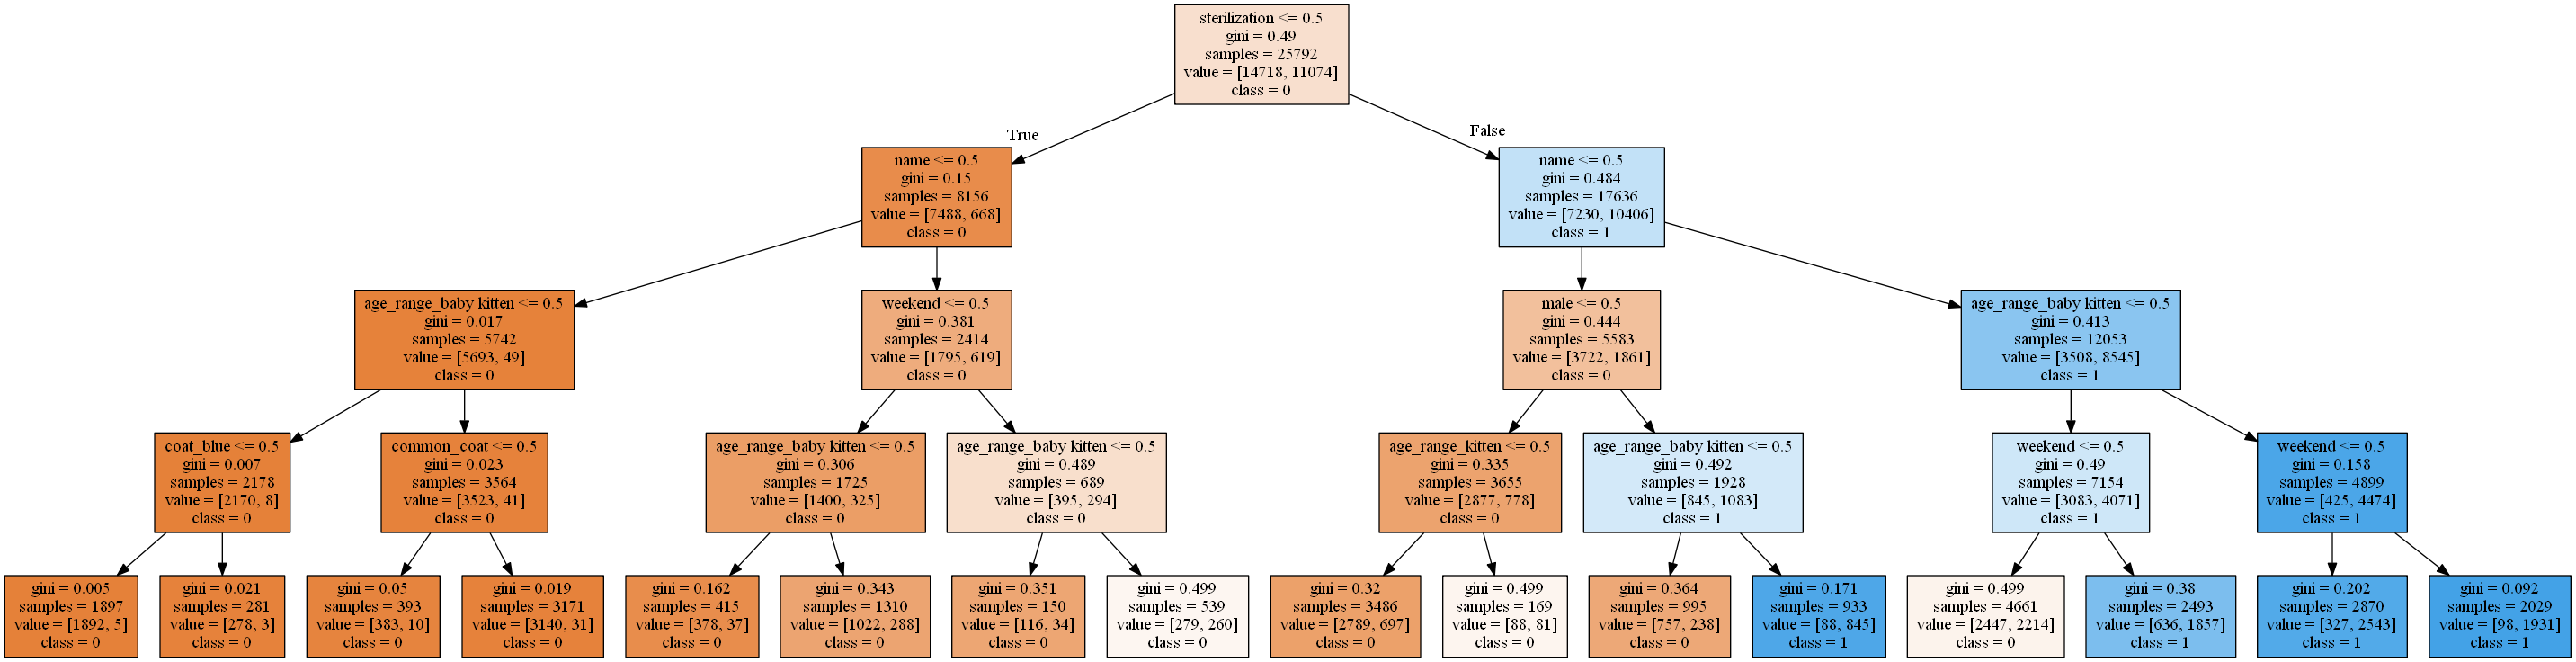 sterilization <= 0.5
gini = 0.49
samples = 25792
value = [14718, 11074]
class = 0
True
False
name <= 0.5
gini = 0.15
samples = 8156
value = [7488, 668]
class = 0
name <= 0.5
gini = 0.484
samples = 17636
value = [7230, 10406]
class = 1
age_range_baby kitten <= 0.5
gini = 0.017
samples = 5742
value = [5693, 49]
class = 0
weekend <= 0.5
gini = 0.381
samples = 2414
value = [1795, 619]
class = 0
male <= 0.5
gini = 0.444
samples = 5583
value = [3722, 1861]
class = 0
age_range_baby kitten <= 0.5
gini = 0.413
samples = 12053
value = [3508, 8545]
class = 1
coat_blue <= 0.5
gini = 0.007
samples = 2178
value = [2170, 8]
class = 0
common_coat <= 0.5
gini = 0.023
samples = 3564
value = [3523, 41]
class = 0
age_range_baby kitten <= 0.5
gini = 0.306
samples = 1725
value = [1400, 325]
class = 0
age_range_baby kitten <= 0.5
gini = 0.489
samples = 689
value = [395, 294]
class = 0
age_range_kitten <= 0.5
gini = 0.335
samples = 3655
value = [2877, 778]
class = 0
age_range_baby kitten <= 0.5
gini = 0.492
samples = 1928
value = [845, 1083]
class = 1
weekend <= 0.5
gini = 0.49
samples = 7154
value = [3083, 4071]
class = 1
weekend <= 0.5
gini = 0.158
samples = 4899
value = [425, 4474]
class = 1
gini = 0.005
samples = 1897
value = [1892, 5]
class = 0
gini = 0.021
samples = 281
value = [278, 3]
class = 0
gini = 0.05
samples = 393
value = [383, 10]
class = 0
gini = 0.019
samples = 3171
value = [3140, 31]
class = 0
gini = 0.162
samples = 415
value = [378, 37]
class = 0
gini = 0.343
samples = 1310
value = [1022, 288]
class = 0
gini = 0.351
samples = 150
value = [116, 34]
class = 0
gini = 0.499
samples = 539
value = [279, 260]
class = 0
gini = 0.32
samples = 3486
value = [2789, 697]
class = 0
gini = 0.499
samples = 169
value = [88, 81]
class = 0
gini = 0.364
samples = 995
value = [757, 238]
class = 0
gini = 0.171
samples = 933
value = [88, 845]
class = 1
gini = 0.499
samples = 4661
value = [2447, 2214]
class = 0
gini = 0.38
samples = 2493
value = [636, 1857]
class = 1
gini = 0.202
samples = 2870
value = [327, 2543]
class = 1
gini = 0.092
samples = 2029
value = [98, 1931]
class = 1